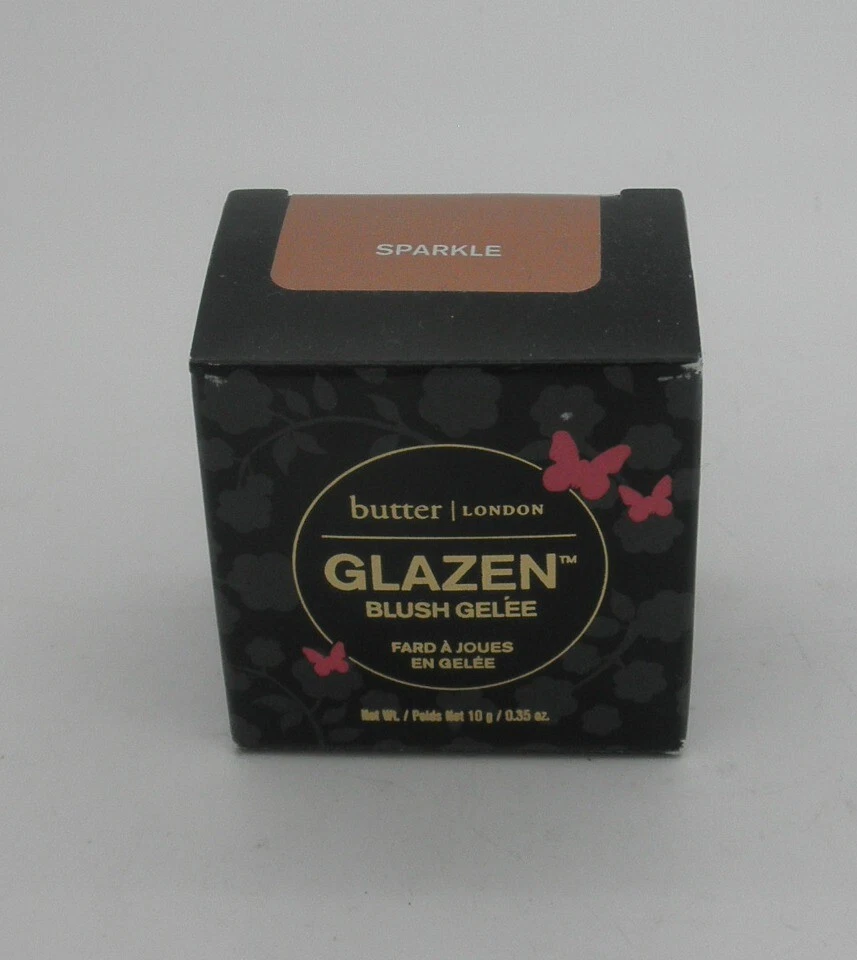 SPARKLE
butter | LONDON
GLAZEN™
BLUSH GELÉE
FARD À JOUES
EN GELÉE
Net Wt. / Poids Net 10 g / 0.35 oz.